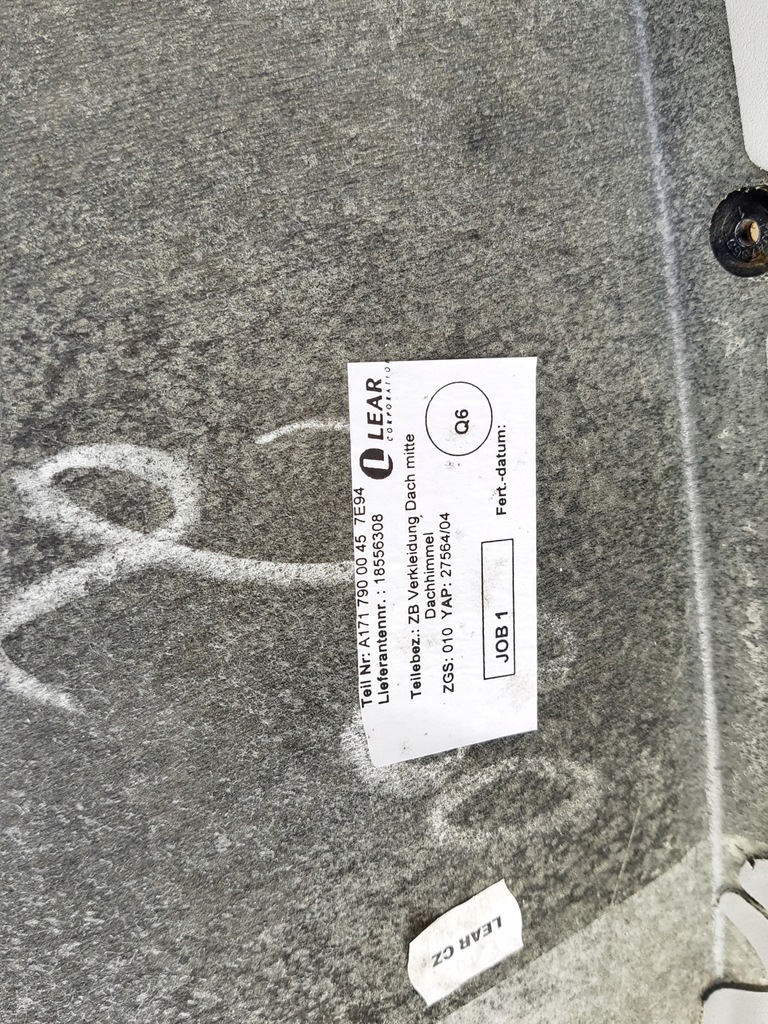 Teil Nr: A171 790 00 45 7E94
Lieferantennr. : 18556308
LEAR
CORPORATION
Teilebez.: ZB Verkleidung Dach mitte
Dachhimmel
ZGS: 010 YAP: 27564/04
Q6
JOB 1
Fert.-datum:
LEAR CZ